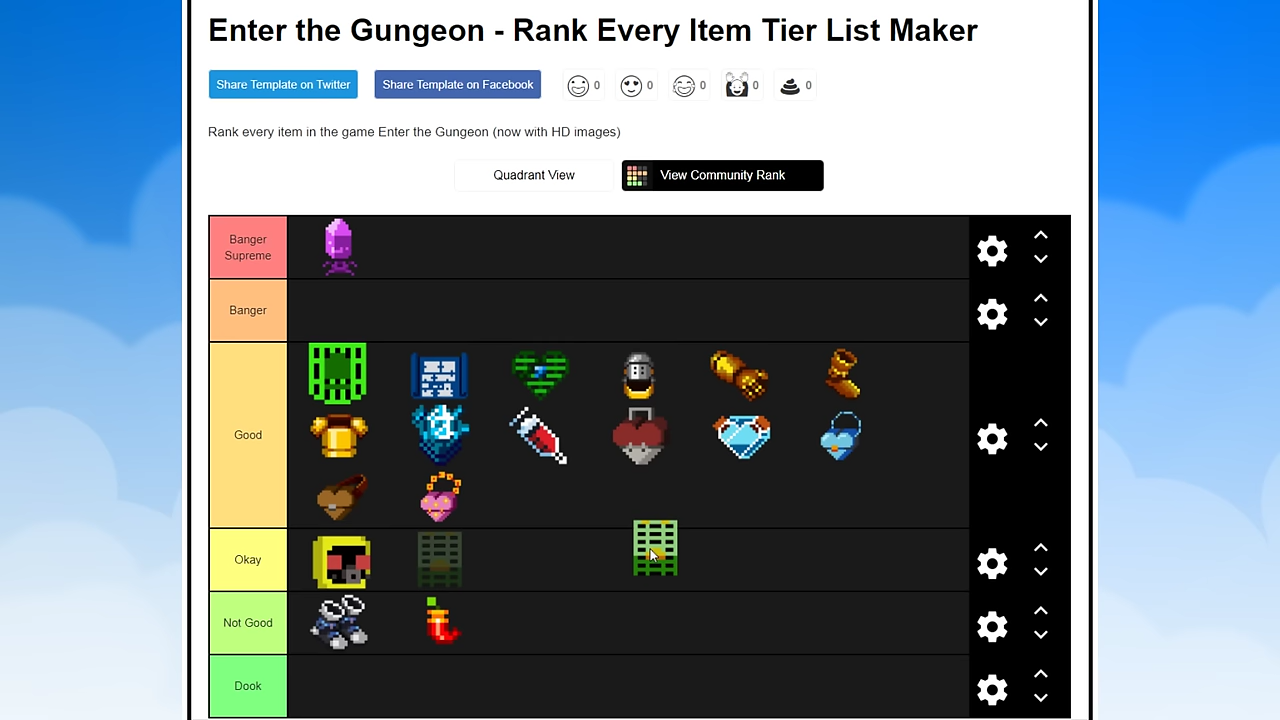 Enter the Gungeon - Rank Every Item Tier List Maker
Share Template on Twitter
Share Template on Facebook
0
0
0
0
0
Rank every item in the game Enter the Gungeon (now with HD images)
Quadrant View
View Community Rank
Banger
Supreme
Banger
Good
Okay
Not Good
Dook